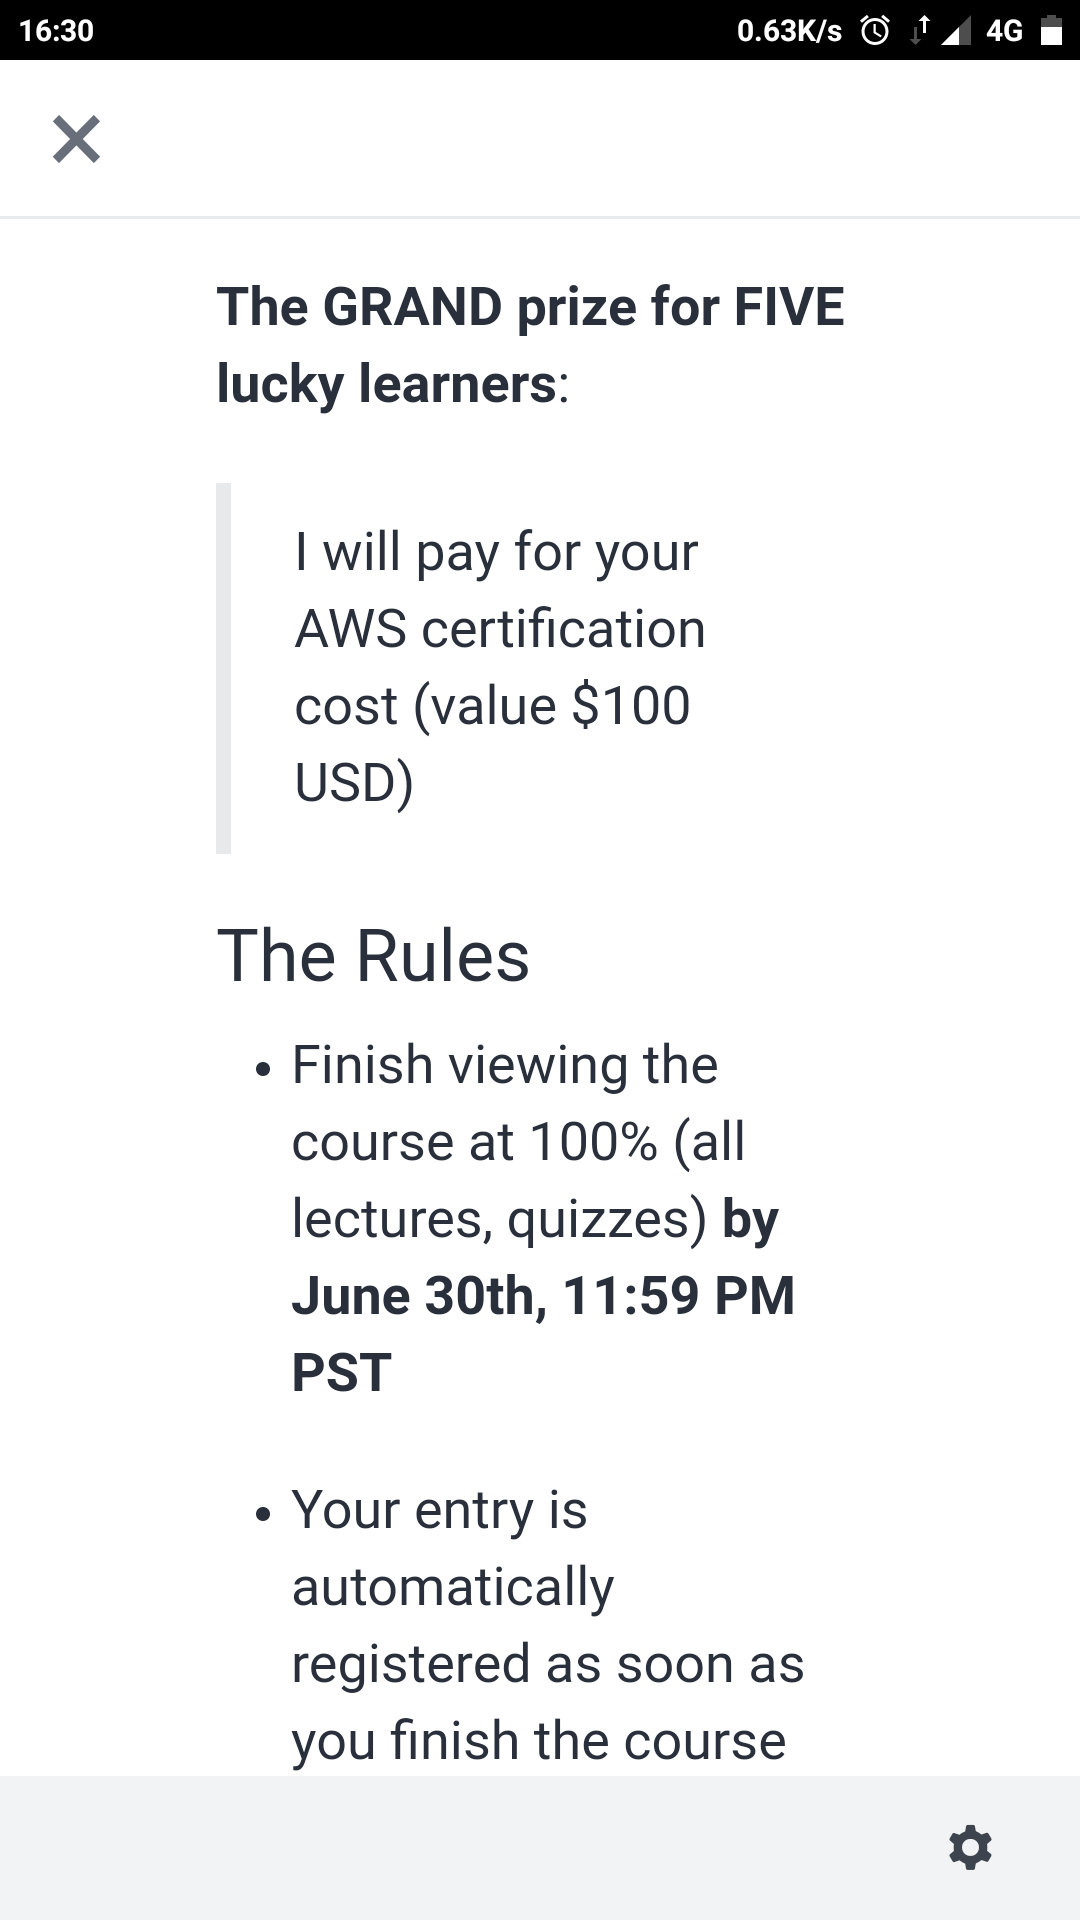 16:30
0.63K/s
4G
The GRAND prize for FIVE
lucky learners:
I will pay for your
AWS certification
cost (value $100
USD)
The Rules
• Finish viewing the
course at 100% (all
lectures, quizzes) by
June 30th, 11:59 PM
PST
• Your entry is
automatically
registered as soon as
you finish the course